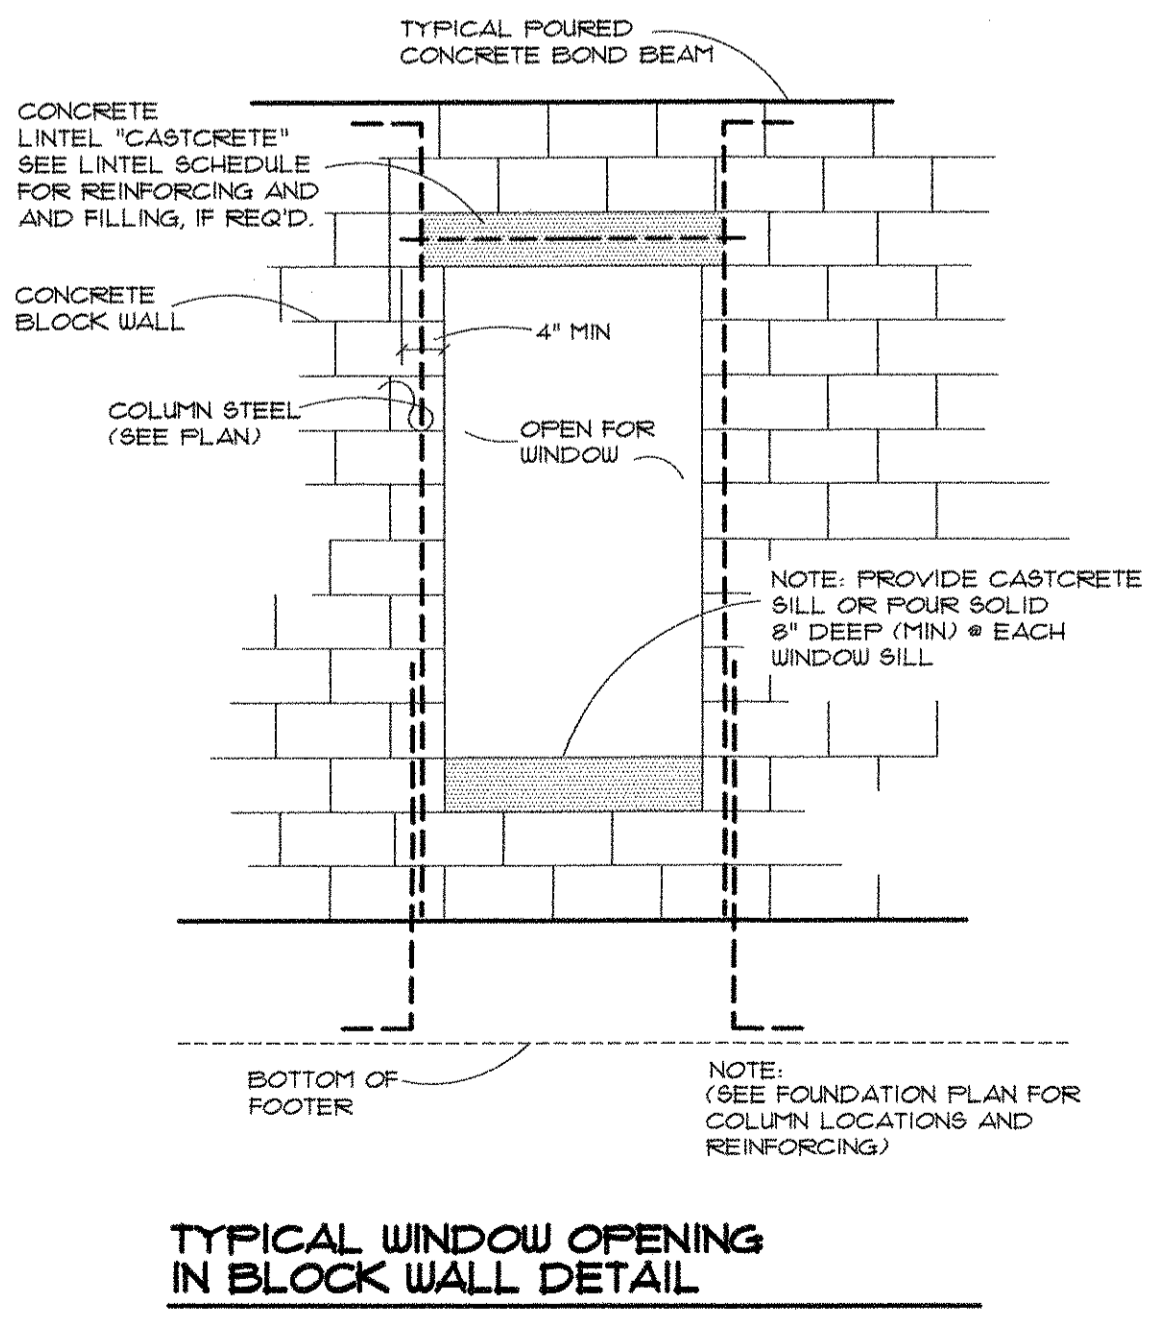 TYPICAL POURED
CONCRETE BOND BEAM
CONCRETE
LINTEL "CASTCRETE"
SEE LINTEL SCHEDULE
FOR REINFORCING AND
AND FILLING, IF REQ'D.
CONCRETE
BLOCK WALL
4" MIN
COLUMN STEEL
(SEE PLAN)
OPEN FOR
WINDOW
NOTE: PROVIDE CASTCRETE
SILL OR POUR SOLID
8" DEEP (MIN) @ EACH
WINDOW SILL
BOTTOM OF
FOOTER
NOTE:
(SEE FOUNDATION PLAN FOR
COLUMN LOCATIONS AND
REINFORCING)
TYPICAL WINDOW OPENING
IN BLOCK WALL DETAIL